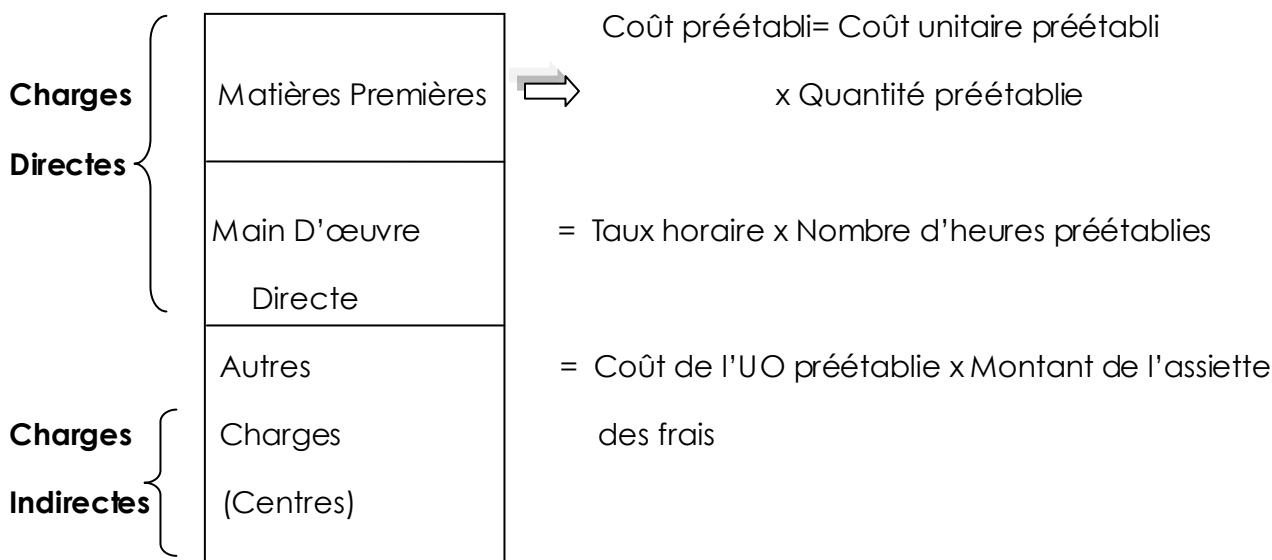 Coût préétabli= Coût unitaire préétabli
Charges Matières Premières x Quantité préétablie
Directes
Main D’œuvre = Taux horaire x Nombre d’heures préétablies
Directe
Autres = Coût de l’UO préétablie x Montant de l’assiette
Charges Charges des frais
Indirectes (Centres)